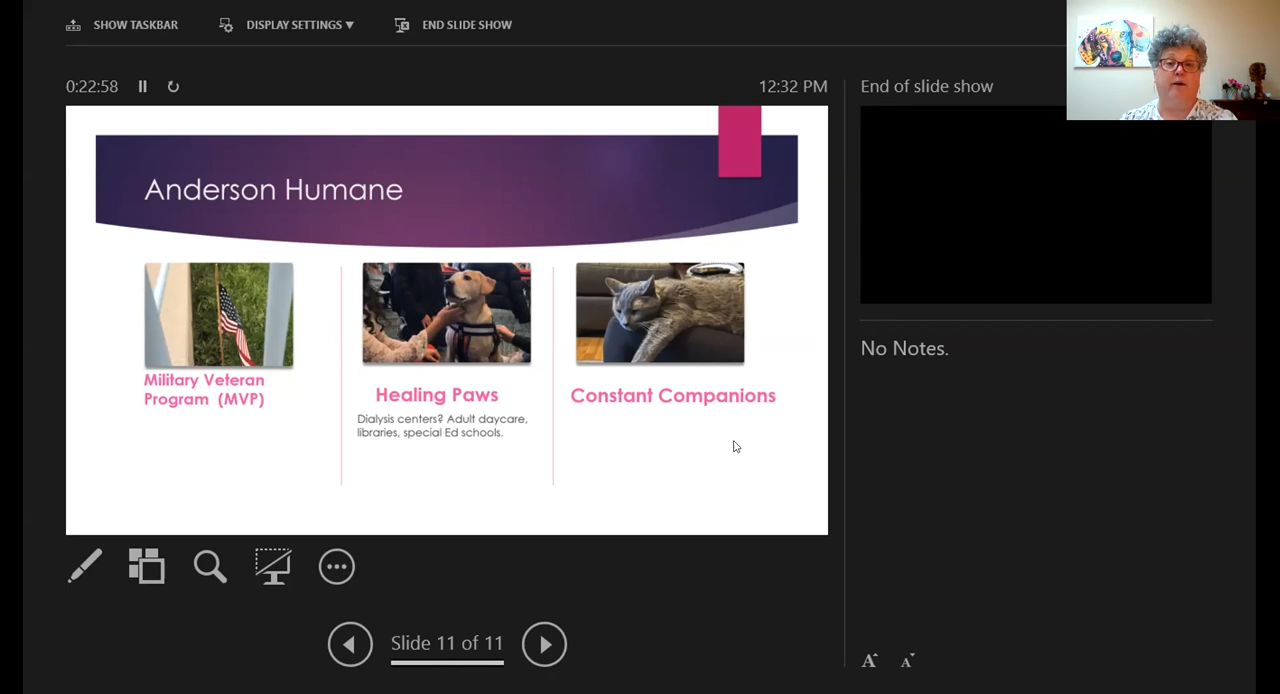 SHOW TASKBAR
DISPLAY SETTINGS ▼
END SLIDE SHOW
0:22:58
12:32 PM
End of slide show
Anderson Humane
Military Veteran
Program (MVP)
Healing Paws
Dialysis centers? Adult daycare,
libraries, special Ed schools.
Constant Companions
No Notes.
Slide 11 of 11
A A